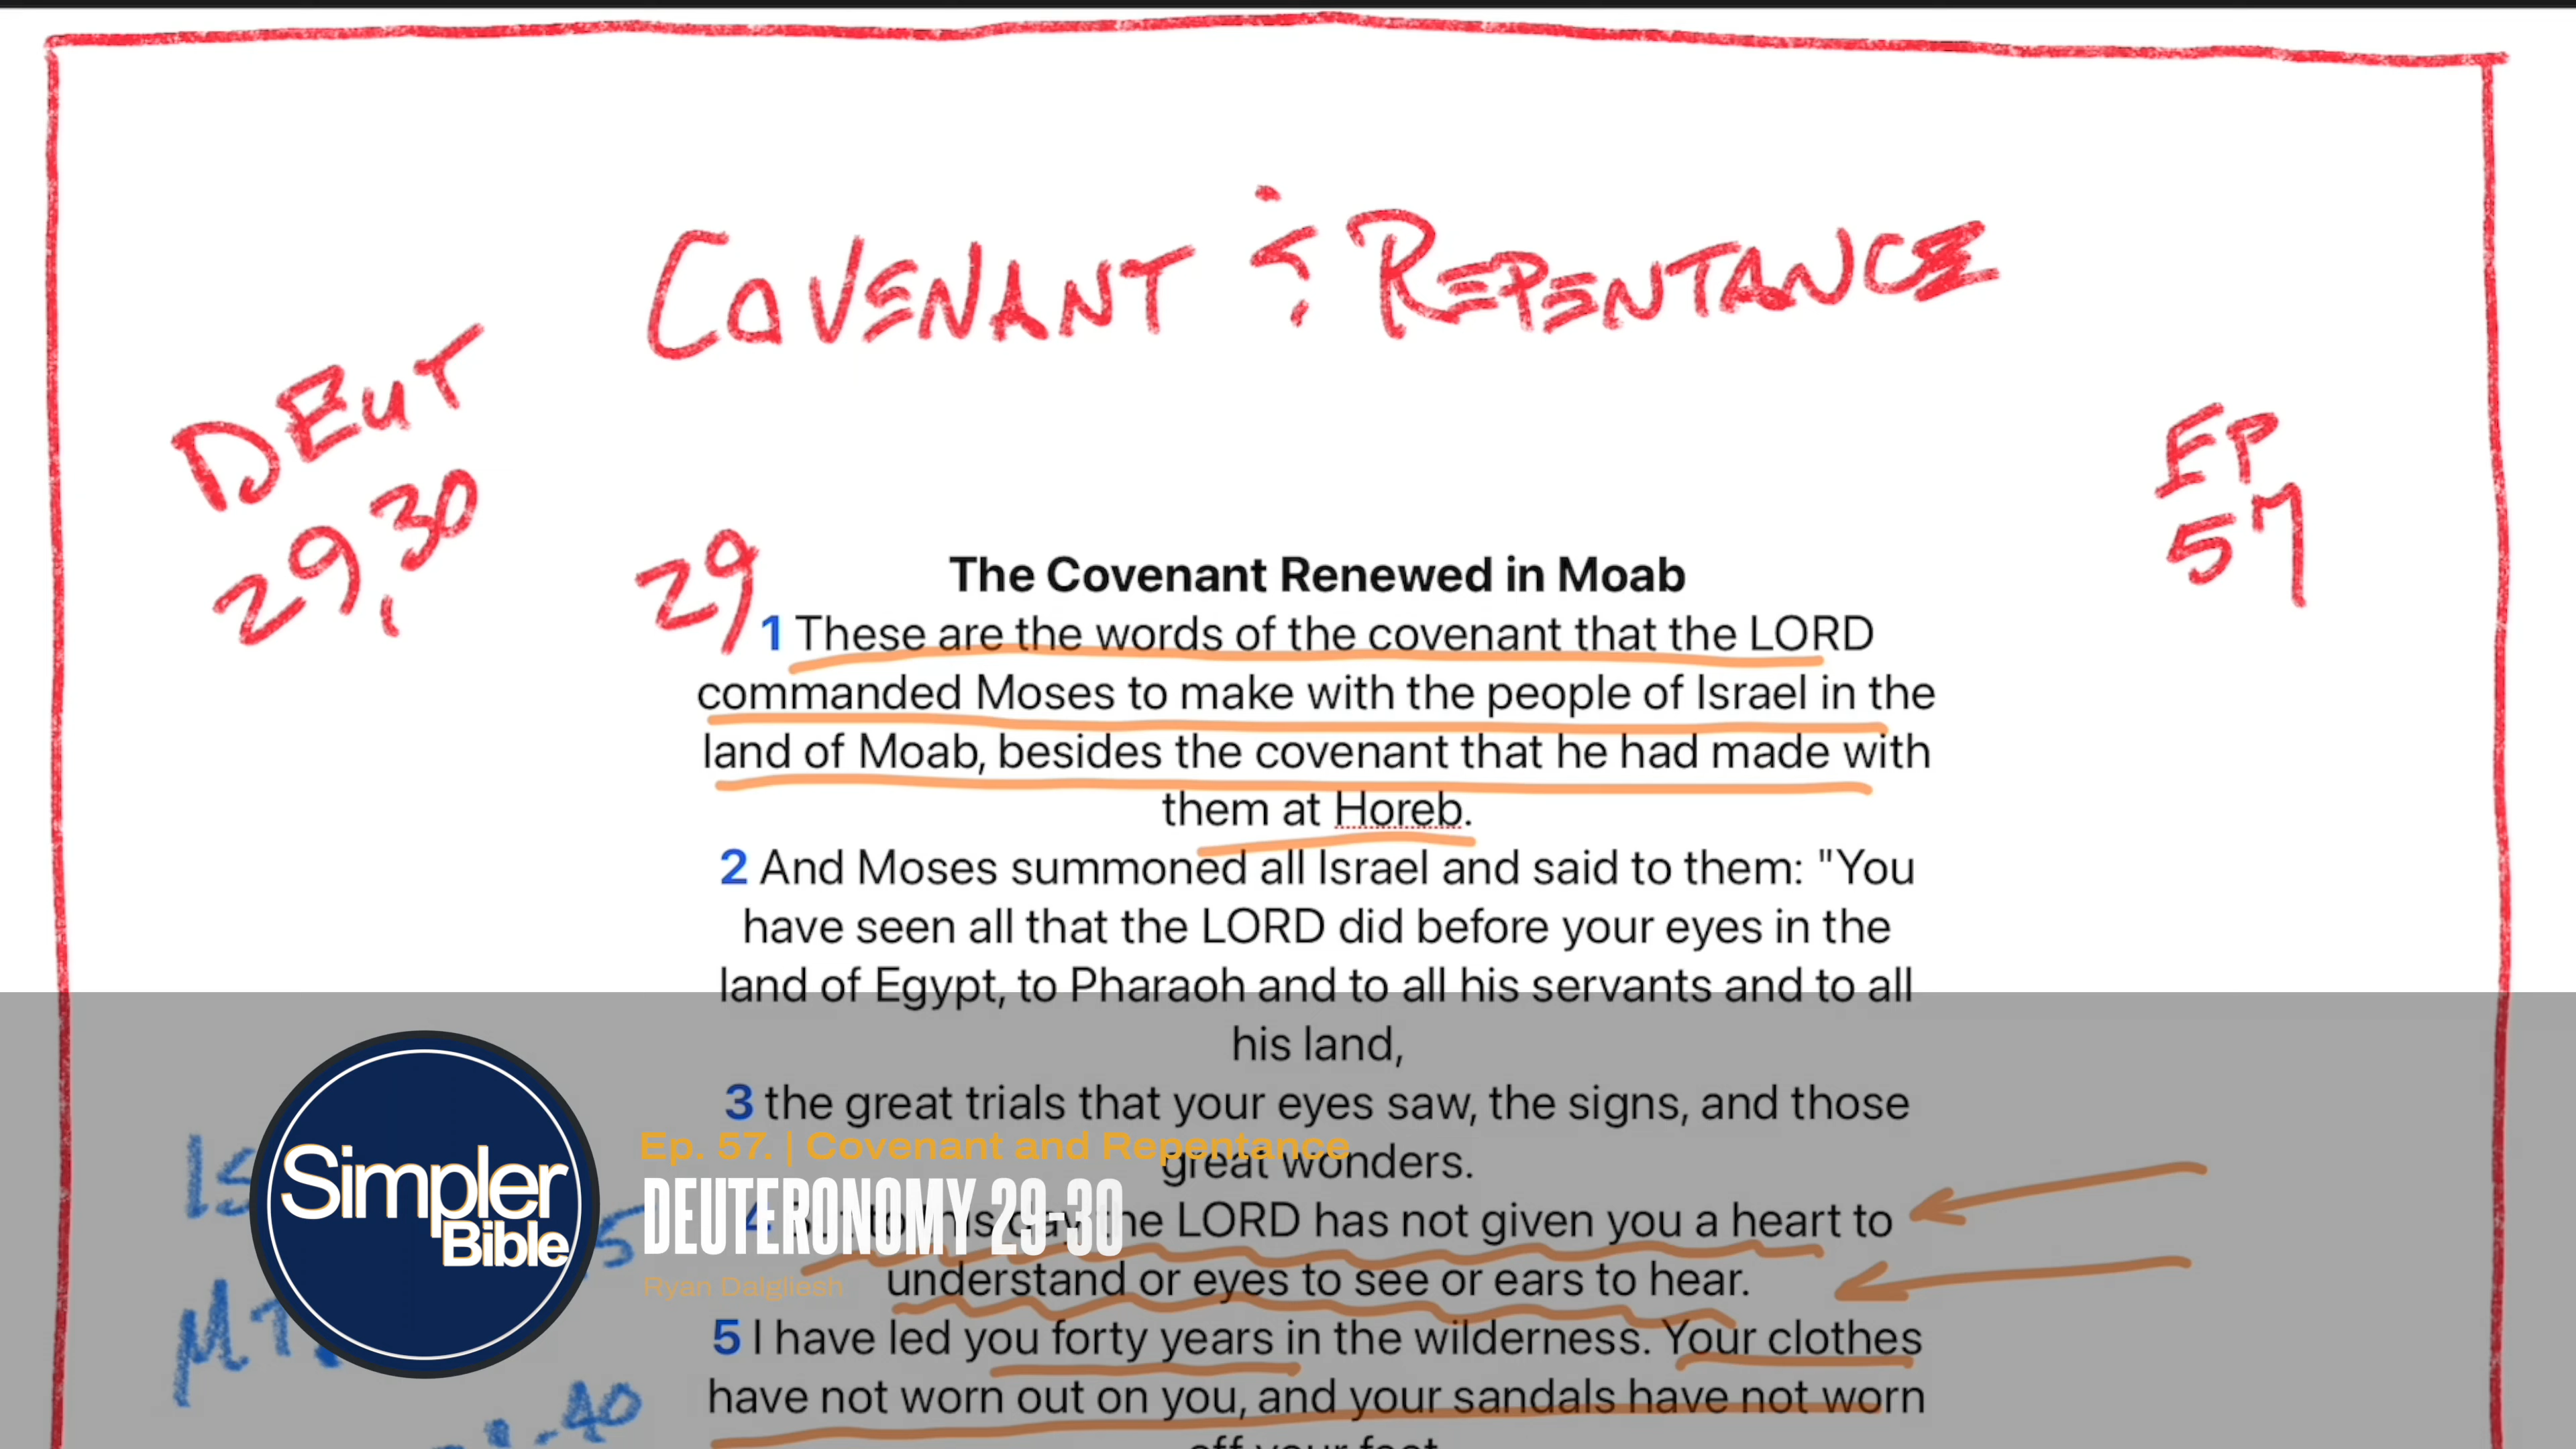 COVENANT & REPENTANCE
DEUT
29,30
EP
57
29
The Covenant Renewed in Moab
1 These are the words of the covenant that the LORD
commanded Moses to make with the people of Israel in the
land of Moab, besides the covenant that he had made with
them at Horeb.
2 And Moses summoned all Israel and said to them: "You
have seen all that the LORD did before your eyes in the
land of Egypt, to Pharaoh and to all his servants and to all
his land,
3 the great trials that your eyes saw, the signs, and those
great wonders.
4 the LORD has not given you a heart to
understand or eyes to see or ears to hear.
5 I have led you forty years in the wilderness. Your clothes
have not worn out on you, and your sandals have not worn
off your feet
Simpler
Bible
Ep. 57. | Covenant and Repentance
DEUTERONOMY 29-30
Ryan Dalgliesh